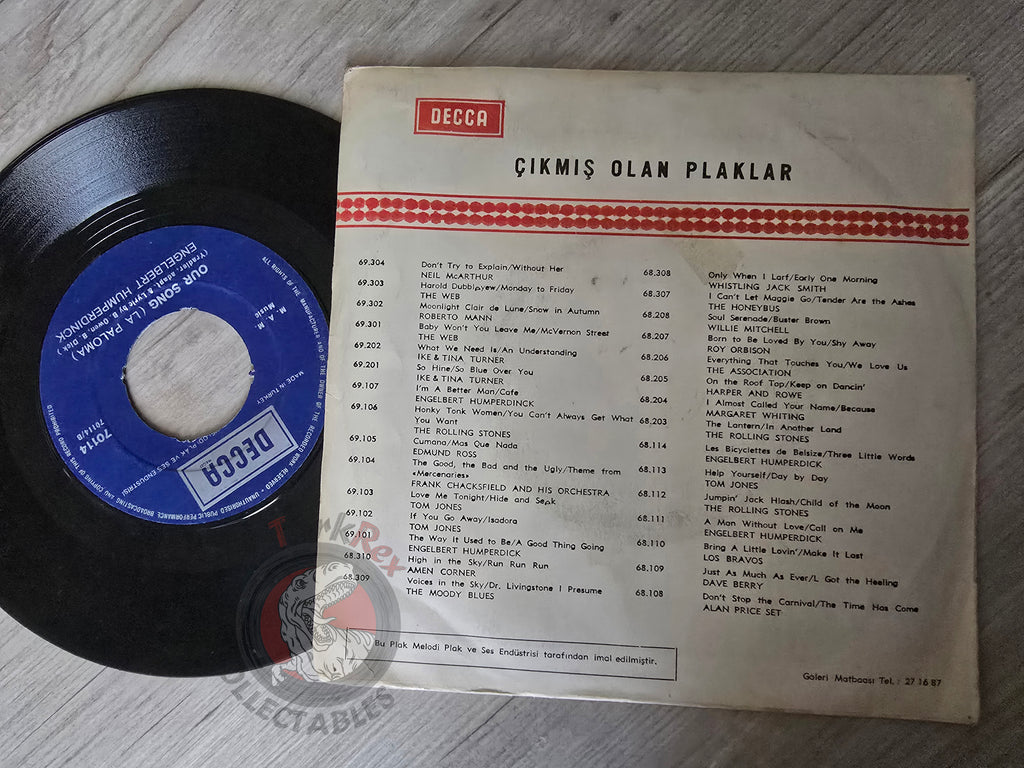 DECCA
ÇIKMIŞ OLAN PLAKLAR
69.304 Don't Try to Explain/Without Her
NEIL McARTHUR
69.303 Harold Dubblyew/Monday to Friday
THE WEB
69.302 Moonlight Clair de Lune/Snow in Autumn
ROBERTO MANN
69.301 Baby Won't You Leave Me/McVernon Street
THE WEB
69.202 What We Need Is/An Understanding
IKE & TINA TURNER
69.201 So Hine/So Blue Over You
IKE & TINA TURNER
69.107 I'm A Better Man/Cafe
ENGELBERT HUMPERDICK
69.106 Honky Tonk Women/You Can't Always Get What
You Want
THE ROLLING STONES
69.105 Cumana/Mas Que Nada
EDMUND ROSS
69.104 The Good, the Bad and the Ugly/Theme from
«Mercenaries»
FRANK CHACKSFIELD AND HIS ORCHESTRA
69.103 Love Me Tonight/Hide and Seek
TOM JONES
69.102 If You Go Away/Isadora
TOM JONES
69.101 The Way It Used to Be/A Good Thing Going
ENGELBERT HUMPERDICK
68.310 High in the Sky/Run Run Run
AMEN CORNER
68.309 Voices in the Sky/Dr. Livingstone I Presume
THE MOODY BLUES
68.308 Only When I Larf/Early One Morning
WHISTLING JACK SMITH
68.307 I Can't Let Maggie Go/Tender Are the Ashes
THE HONEYBUS
68.208 Soul Serenade/Buster Brown
WILLIE MITCHELL
68.207 Born to Be Loved By You/Shy Away
ROY ORBISON
68.206 Everything That Touches You/We Love Us
THE ASSOCIATION
68.205 On the Roof Top/Keep on Dancin'
HARPER AND ROWE
68.204 I Almost Called Your Name/Because
MARGARET WHITING
68.203 The Lantern/In Another Land
THE ROLLING STONES
68.114 Les Bicyclettes de Belsize/Three Little Words
ENGELBERT HUMPERDICK
68.113 Help Yourself/Day by Day
TOM JONES
68.112 Jumpin' Jack Hlash/Child of the Moon
THE ROLLING STONES
68.111 A Man Without Love/Call on Me
ENGELBERT HUMPERDICK
68.110 Bring A Little Lovin'/Make It Last
LOS BRAVOS
68.109 Just As Much As Ever/L Got the Heeling
DAVE BERRY
68.108 Don't Stop the Carnival/The Time Has Come
ALAN PRICE SET
Bu Plak Melodi Plak ve Ses Endüstrisi tarafından imal edilmiştir.
Galeri Matbaası Tel. : 27 16 87
DECCA
70114
70114/B
MADE IN TURKEY
M. A. M.
Music
OUR SONG (LA PALOMA)
(Yradier, adapt. & Lyric by B. Owen, B. Dick)
ENGELBERT HUMPERDINCK
TurkRex
COLLECTABLES